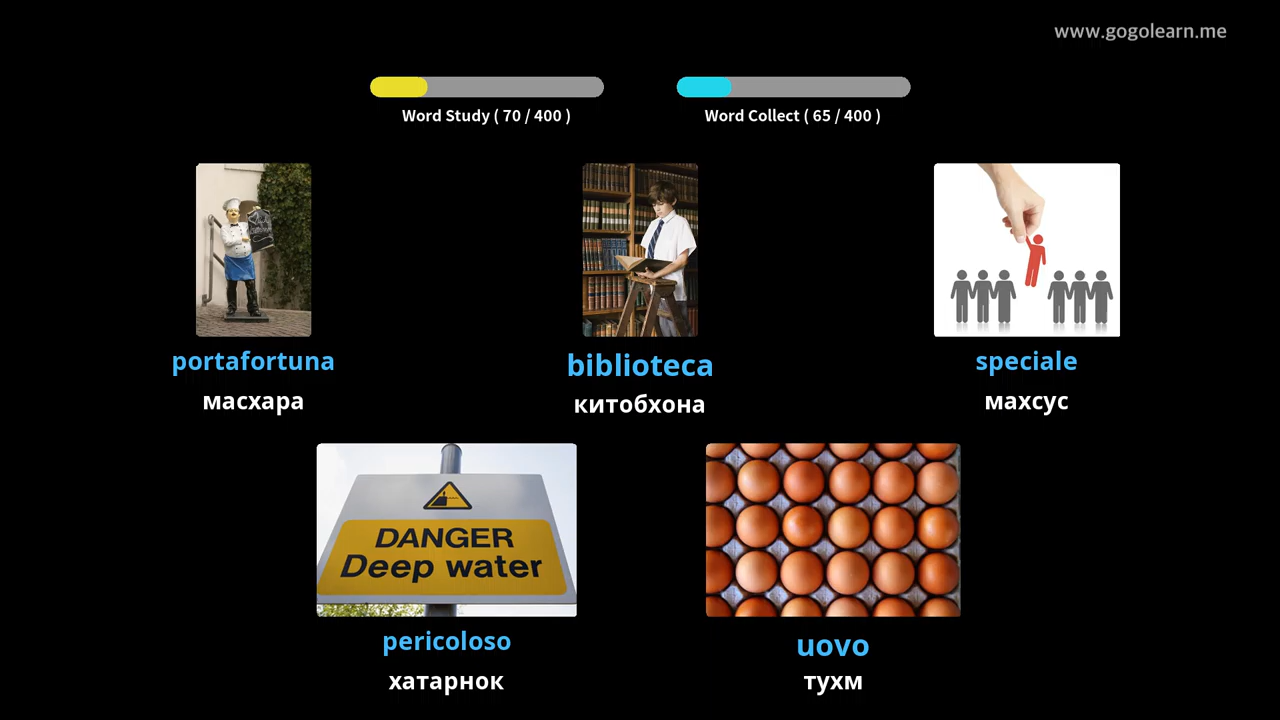 www.gogolearn.me
Word Study ( 70 / 400 )
Word Collect ( 65 / 400 )
portafortuna
масхара
biblioteca
китобхона
speciale
махсус
DANGER
Deep water
pericoloso
хатарнок
uovo
тухм